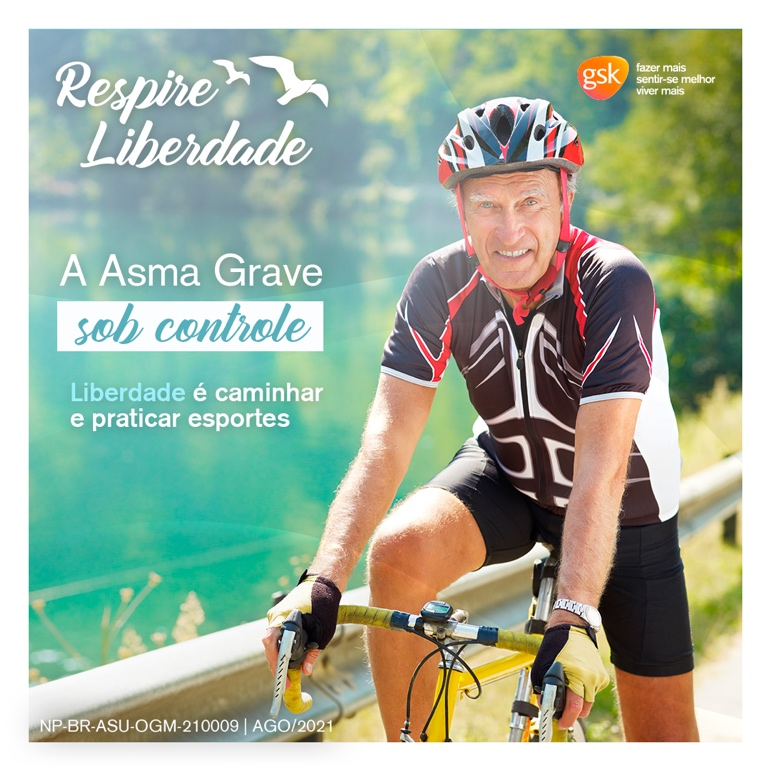 Respire
Liberdade
gsk
fazer mais
sentir-se melhor
viver mais
A Asma Grave
sob controle
Liberdade é caminhar
e praticar esportes
NP-BR-ASU-OGM-210009 | AGO/2021